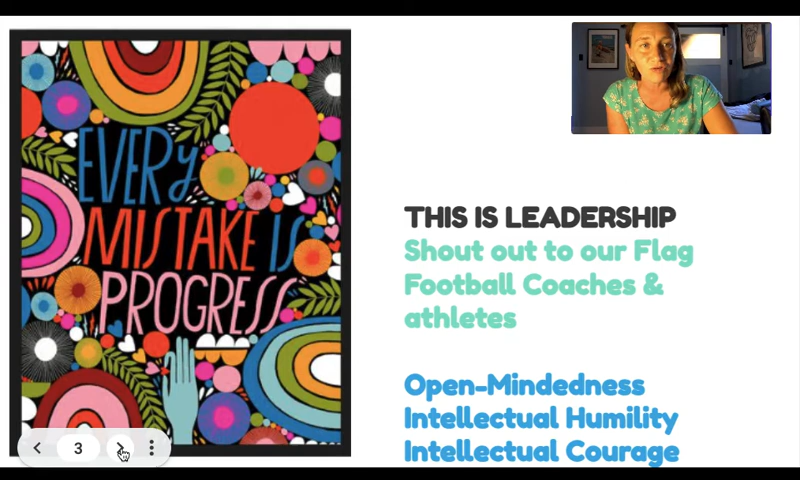 EVERY
MISTAKE IS
PROGRESS
THIS IS LEADERSHIP
Shout out to our Flag
Football Coaches &
athletes
Open-Mindedness
Intellectual Humility
Intellectual Courage
3